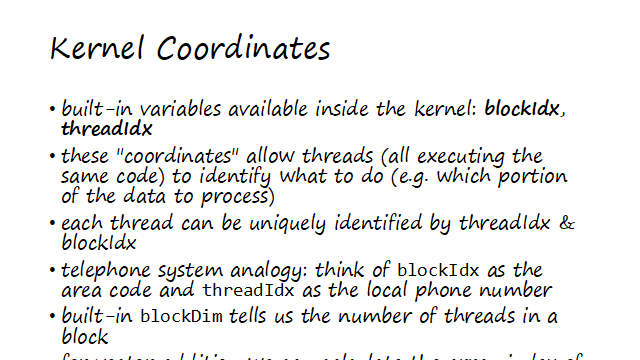 Kernel Coordinates
• built-in variables available inside the kernel: blockIdx,
threadIdx
• these "coordinates" allow threads (all executing the
same code) to identify what to do (e.g. which portion
of the data to process)
• each thread can be uniquely identified by threadIdx &
blockIdx
• telephone system analogy: think of blockIdx as the
area code and threadIdx as the local phone number
• built-in blockDim tells us the number of threads in a
block